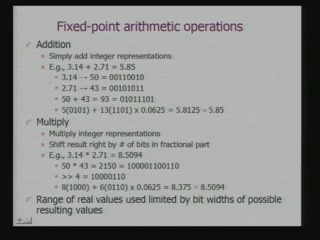 Fixed-point arithmetic operations
Addition
Simply add integer representations
E.g., 3.14 + 2.71 = 5.85
3.14 → 50 = 00110010
2.71 → 43 = 00101011
50 + 43 = 93 = 01011101
5(0101) + 13(1101) x 0.0625 = 5.8125 ≈ 5.85
Multiply
Multiply integer representations
Shift result right by # of bits in fractional part
E.g., 3.14 * 2.71 = 8.5094
50 * 43 = 2150 = 100001100110
>> 4 = 10000110
8(1000) + 6(0110) x 0.0625 = 8.375 ≈ 8.5094
Range of real values used limited by bit widths of possible
resulting values